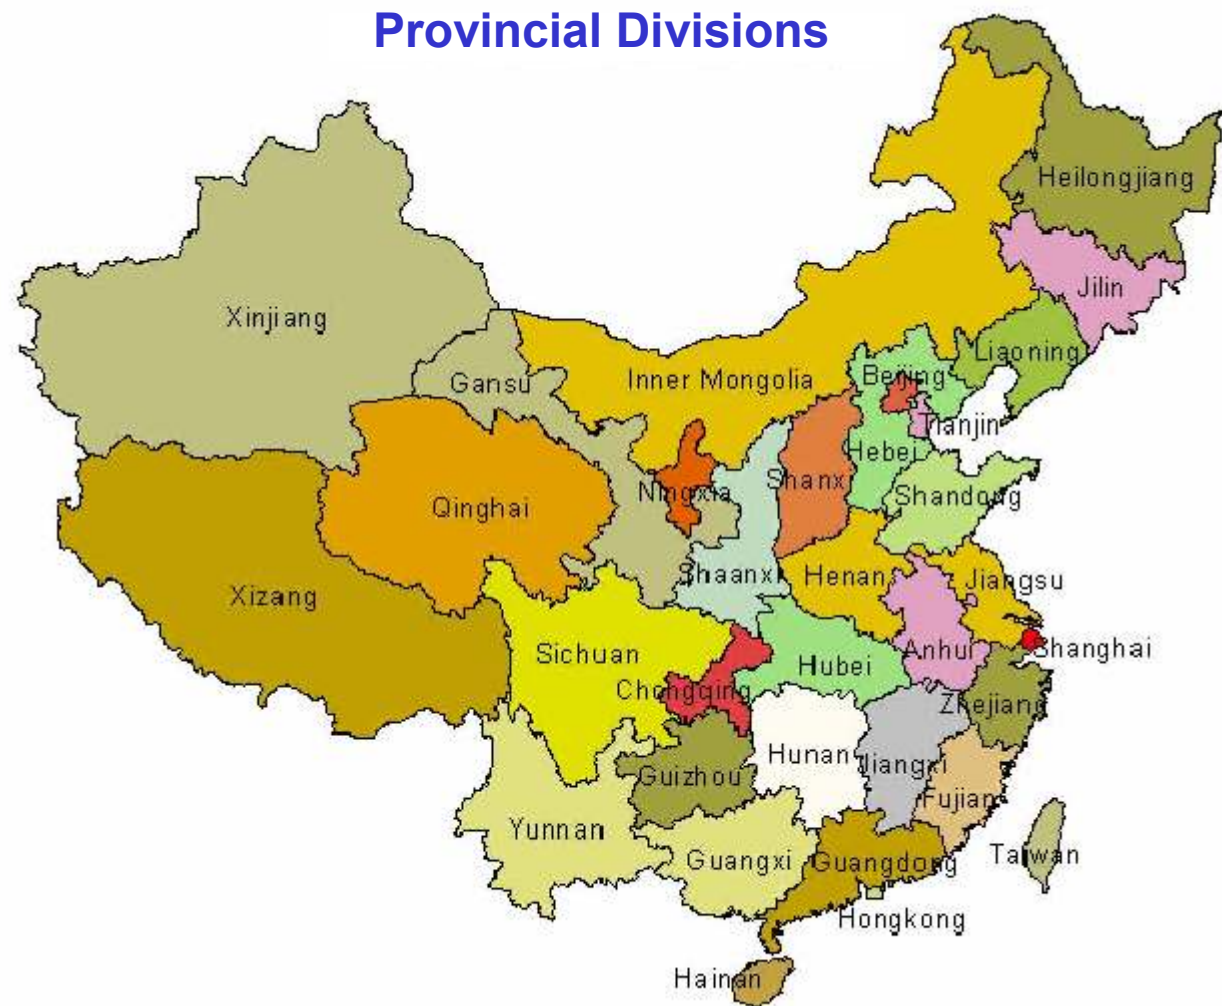 Provincial Divisions
Heilongjiang
Jilin
Xinjiang
Liaoning
Gansu
Inner Mongolia
Beijing
Tianjin
Hebei
Shanxi
Ningxia
Shandong
Qinghai
Shaanxi
Henan
Jiangsu
Xizang
Sichuan
Anhui
Shanghai
Hubei
Chongqing
Zhejiang
Hunan
Jiangxi
Guizhou
Fujian
Yunnan
Guangxi
Guangdong
Taiwan
Hongkong
Hainan